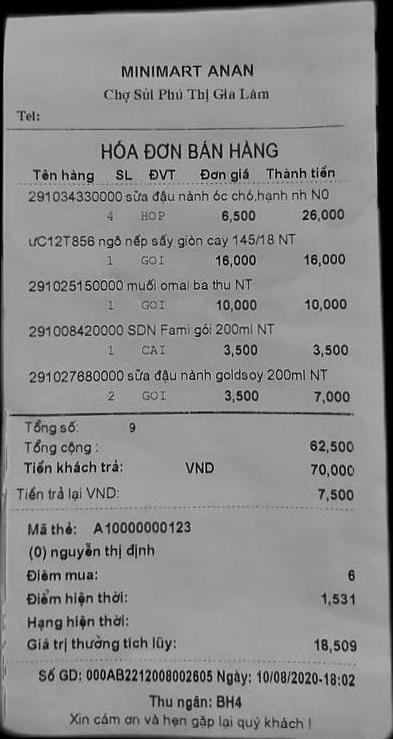 MINIMART ANAN
Chợ Sủi Phú Thị Gia Lâm
Tel:
HÓA ĐƠN BÁN HÀNG
Tên hàng SL ĐVT Đơn giá Thành tiền
291034330000 sữa đậu nành óc chó,hạnh nh N0
4 HOP 6,500 26,000
ưC12T856 ngô nếp sấy giòn cay 145/18 NT
1 GOI 16,000 16,000
291025150000 muối omai ba thu NT
1 GOI 10,000 10,000
291008420000 SDN Fami gói 200ml NT
1 CAI 3,500 3,500
291027680000 sữa đậu nành goldsoy 200ml NT
2 GOI 3,500 7,000
Tổng số: 9
Tổng cộng : 62,500
Tiền khách trả: VND 70,000
Tiền trả lại VND: 7,500
Mã thẻ: A10000000123
(0) nguyễn thị định
Điểm mua: 6
Điểm hiện thời: 1,531
Hạng hiện thời:
Giá trị thưởng tích lũy: 18,509
Số GD: 000AB2212008002605 Ngày: 10/08/2020-18:02
Thu ngân: BH4
Xin cảm ơn và hẹn gặp lại quý khách !